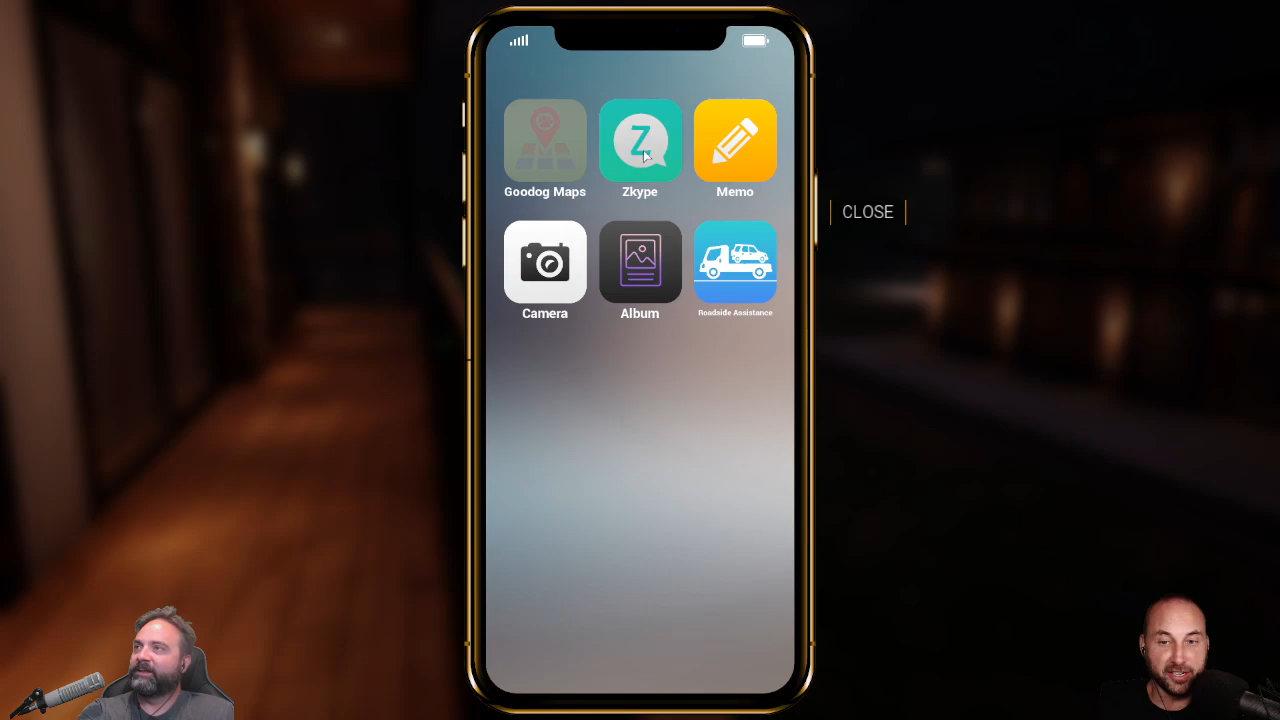 Z
Goodog Maps
Zkype
Memo
CLOSE
Camera
Album
Roadside Assistance